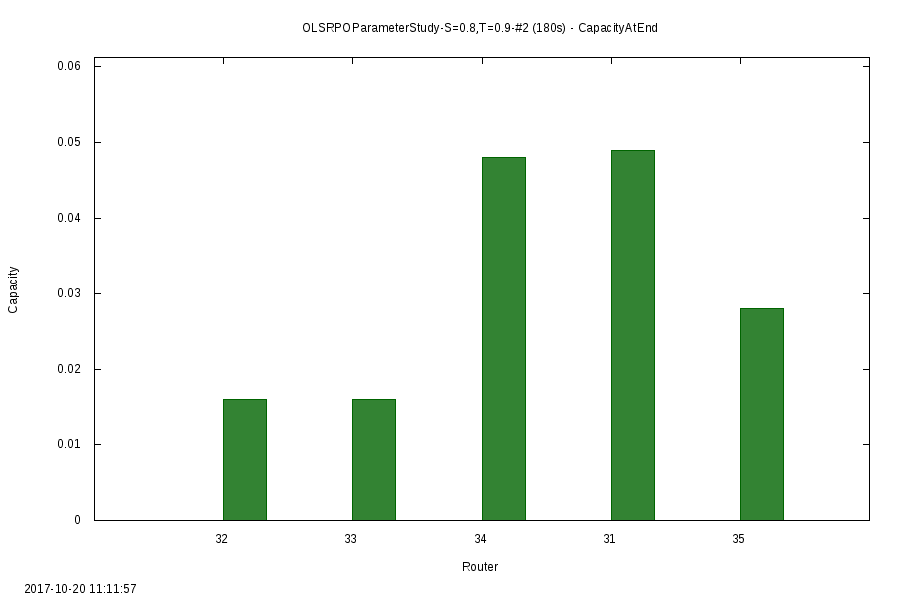 OLSRPOParameterStudy-S=0.8,T=0.9-#2 (180s) - CapacityAtEnd
0.06
0.05
0.04
0.03
0.02
0.01
0
Capacity
32 33 34 31 35
Router
2017-10-20 11:11:57